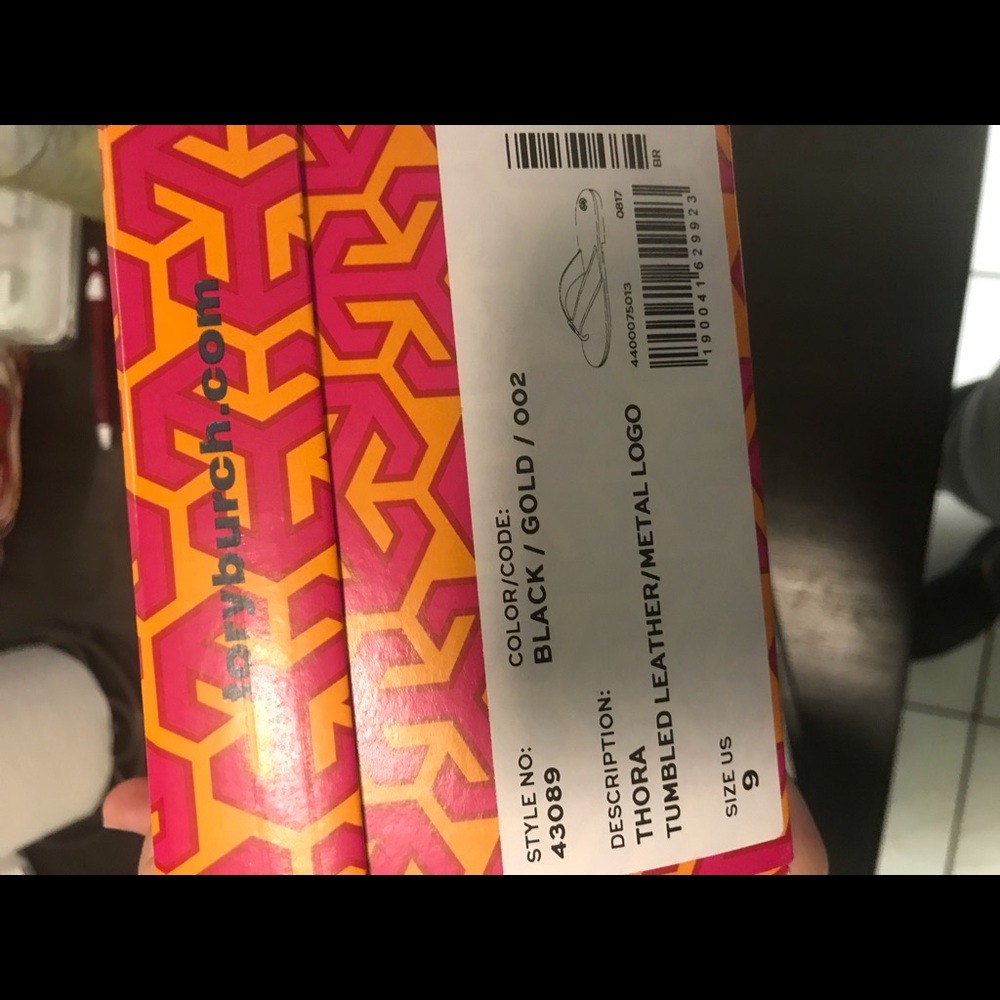 toryburch.com
STYLE NO:
43089
COLOR/CODE:
BLACK / GOLD / 002
DESCRIPTION:
THORA
TUMBLED LEATHER/METAL LOGO
SIZE US
9
BR
0817
4400075013
190041629923